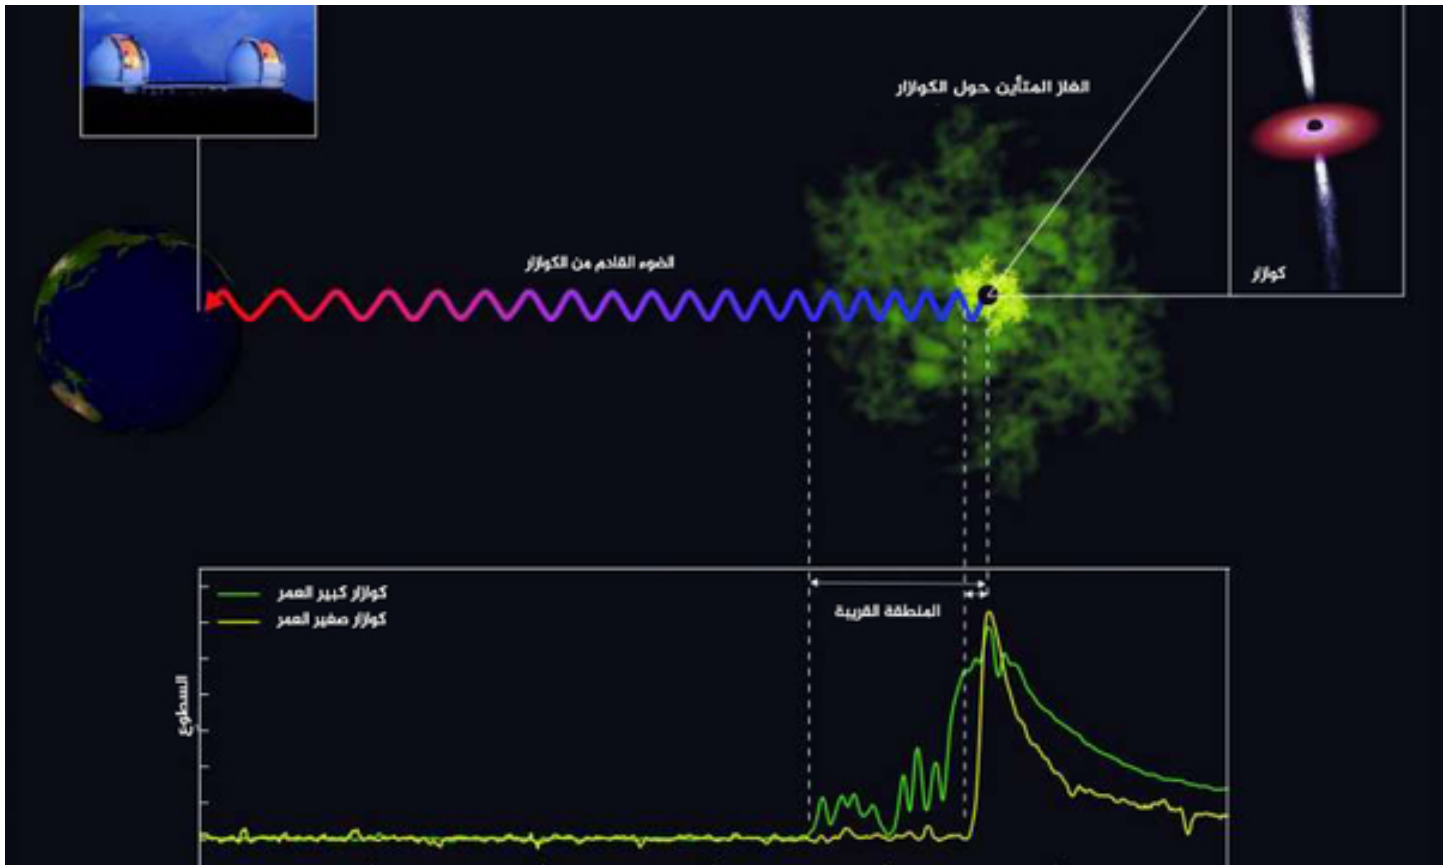 الغاز المتأين حول الكوازار
الضوء القادم من الكوازار
كوازار
كوازار كبير العمر
كوازار صغير العمر
المنطقة القريبة
السطوع